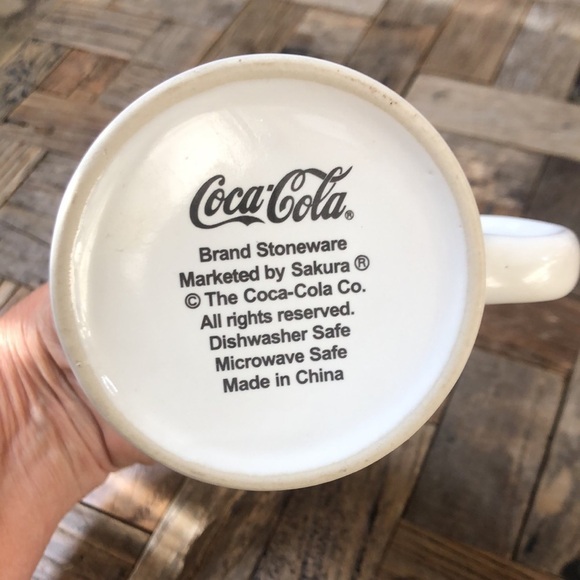 Coca-Cola®
Brand Stoneware
Marketed by Sakura ®
© The Coca-Cola Co.
All rights reserved.
Dishwasher Safe
Microwave Safe
Made in China